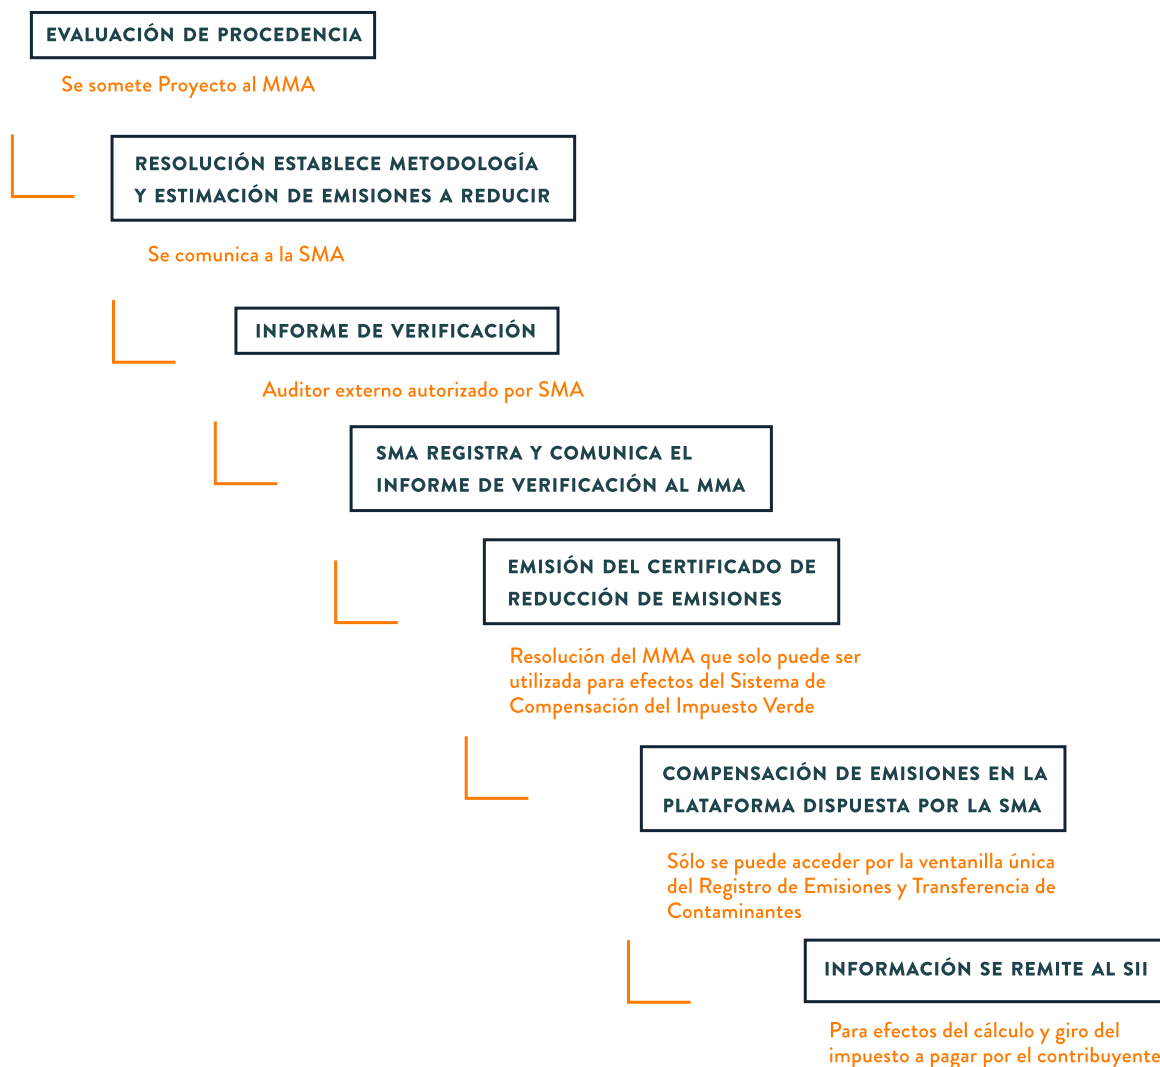 EVALUACIÓN DE PROCEDENCIA
Se somete Proyecto al MMA
RESOLUCIÓN ESTABLECE METODOLOGÍA
Y ESTIMACIÓN DE EMISIONES A REDUCIR
Se comunica a la SMA
INFORME DE VERIFICACIÓN
Auditor externo autorizado por SMA
SMA REGISTRA Y COMUNICA EL
INFORME DE VERIFICACIÓN AL MMA
EMISIÓN DEL CERTIFICADO DE
REDUCCIÓN DE EMISIONES
Resolución del MMA que solo puede ser
utilizada para efectos del Sistema de
Compensación del Impuesto Verde
COMPENSACIÓN DE EMISIONES EN LA
PLATAFORMA DISPUESTA POR LA SMA
Sólo se puede acceder por la ventanilla única
del Registro de Emisiones y Transferencia de
Contaminantes
INFORMACIÓN SE REMITE AL SII
Para efectos del cálculo y giro del
impuesto a pagar por el contribuyente